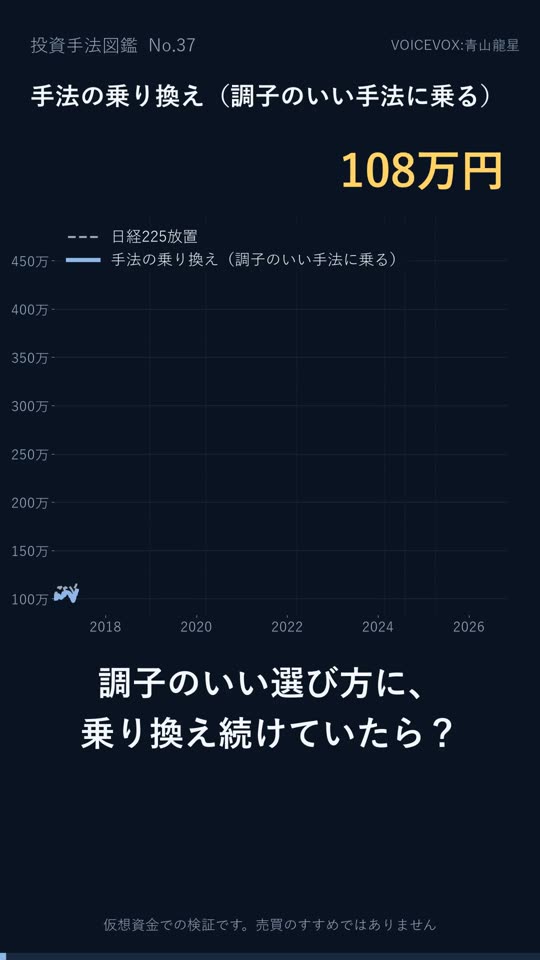 投資手法図鑑 No.37
VOICEVOX:青山龍星
手法の乗り換え（調子のいい手法に乗る）
108万円
日経225放置
手法の乗り換え（調子のいい手法に乗る）
450万
400万
350万
300万
250万
200万
150万
100万
2018 2020 2022 2024 2026
調子のいい選び方に、
乗り換え続けていたら？
仮想資金での検証です。売買のすすめではありません